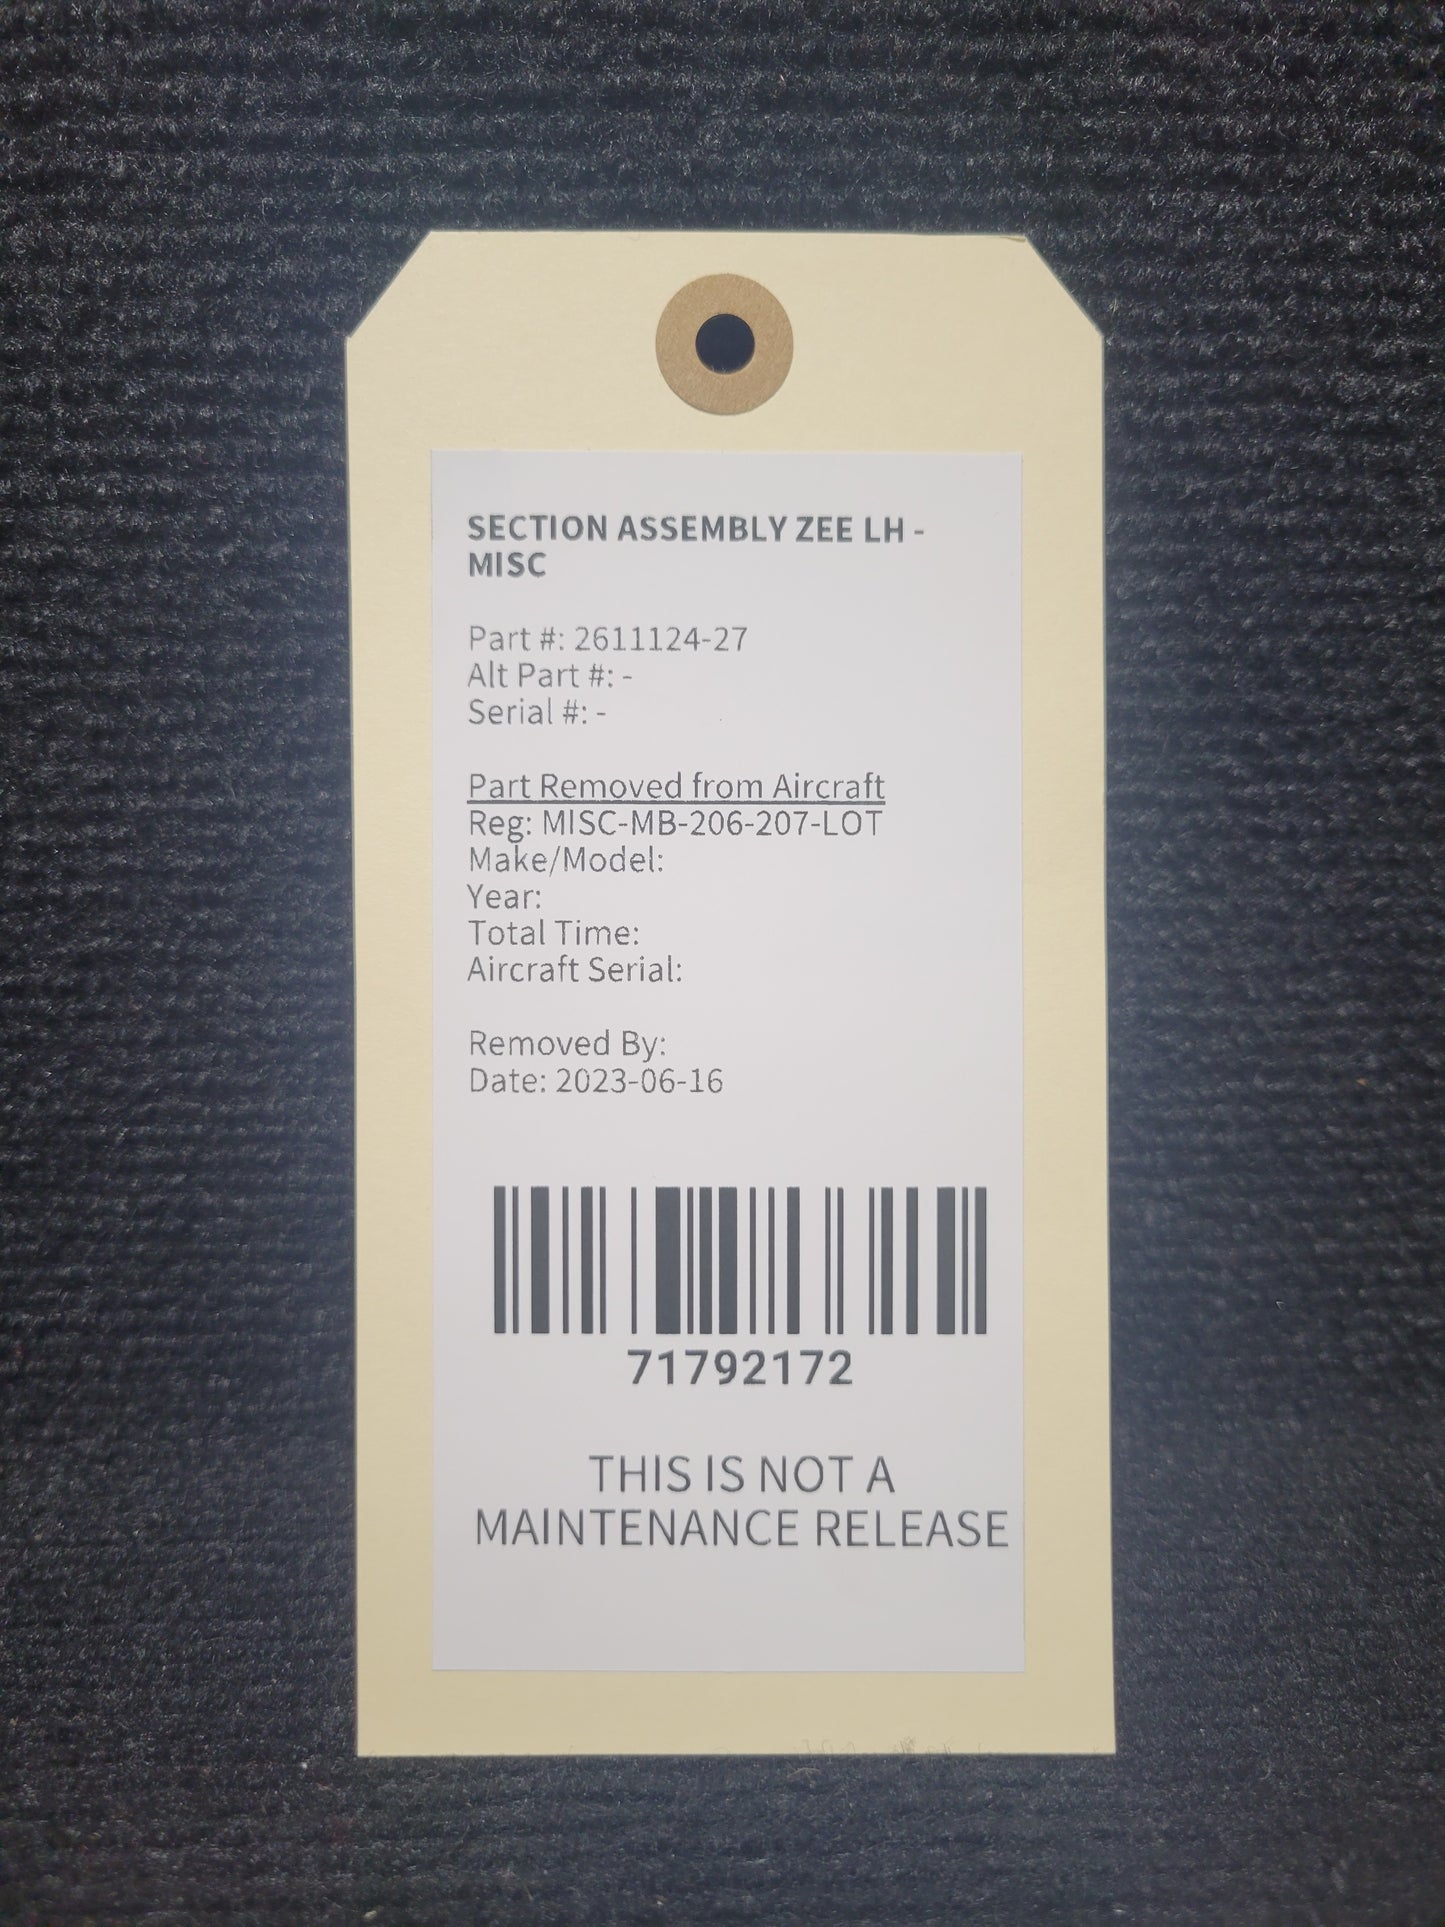 SECTION ASSEMBLY ZEE LH -
MISC
Part #: 2611124-27
Alt Part #: -
Serial #: -
Part Removed from Aircraft
Reg: MISC-MB-206-207-LOT
Make/Model:
Year:
Total Time:
Aircraft Serial:
Removed By:
Date: 2023-06-16
71792172
THIS IS NOT A
MAINTENANCE RELEASE